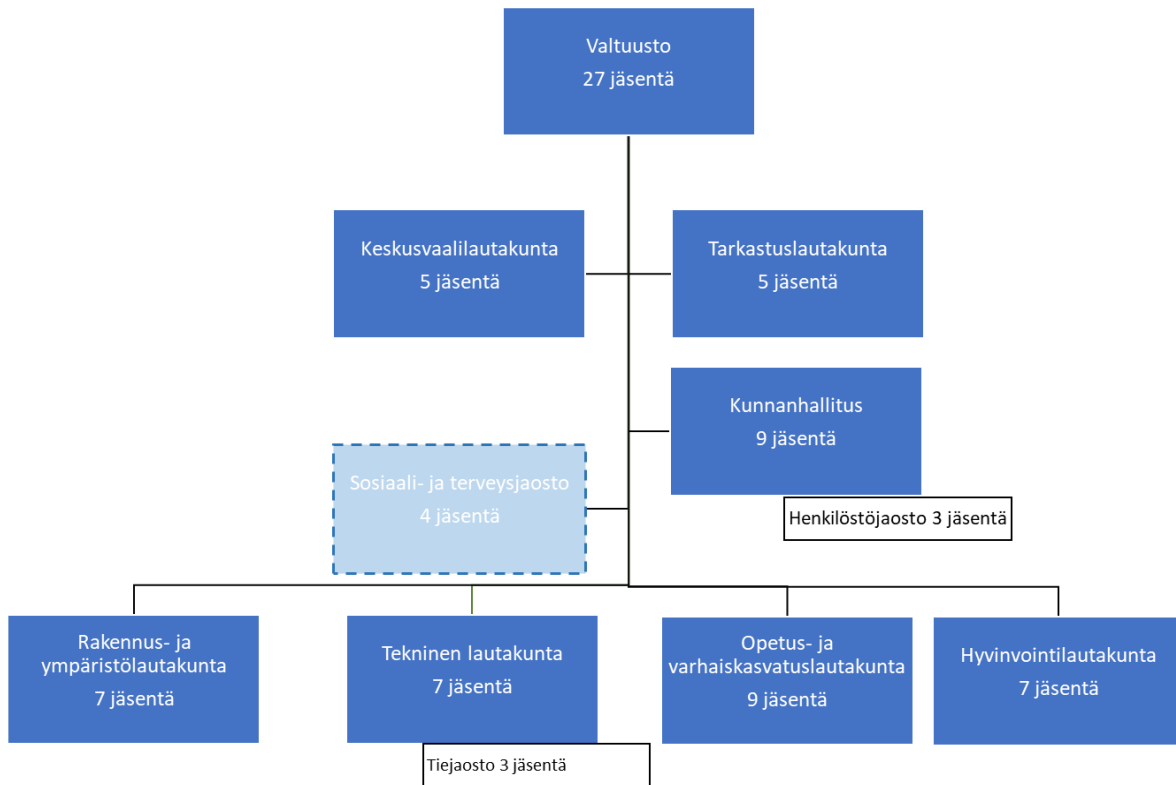 Valtuusto
27 jäsentä
Keskusvaalilautakunta
5 jäsentä
Tarkastuslautakunta
5 jäsentä
Kunnanhallitus
9 jäsentä
Henkilöstöjaosto 3 jäsentä
Sosiaali- ja terveysjaosto
4 jäsentä
Rakennus- ja
ympäristölautakunta
7 jäsentä
Tekninen lautakunta
7 jäsentä
Tiejaosto 3 jäsentä
Opetus- ja
varhaiskasvatuslautakunta
9 jäsentä
Hyvinvointilautakunta
7 jäsentä